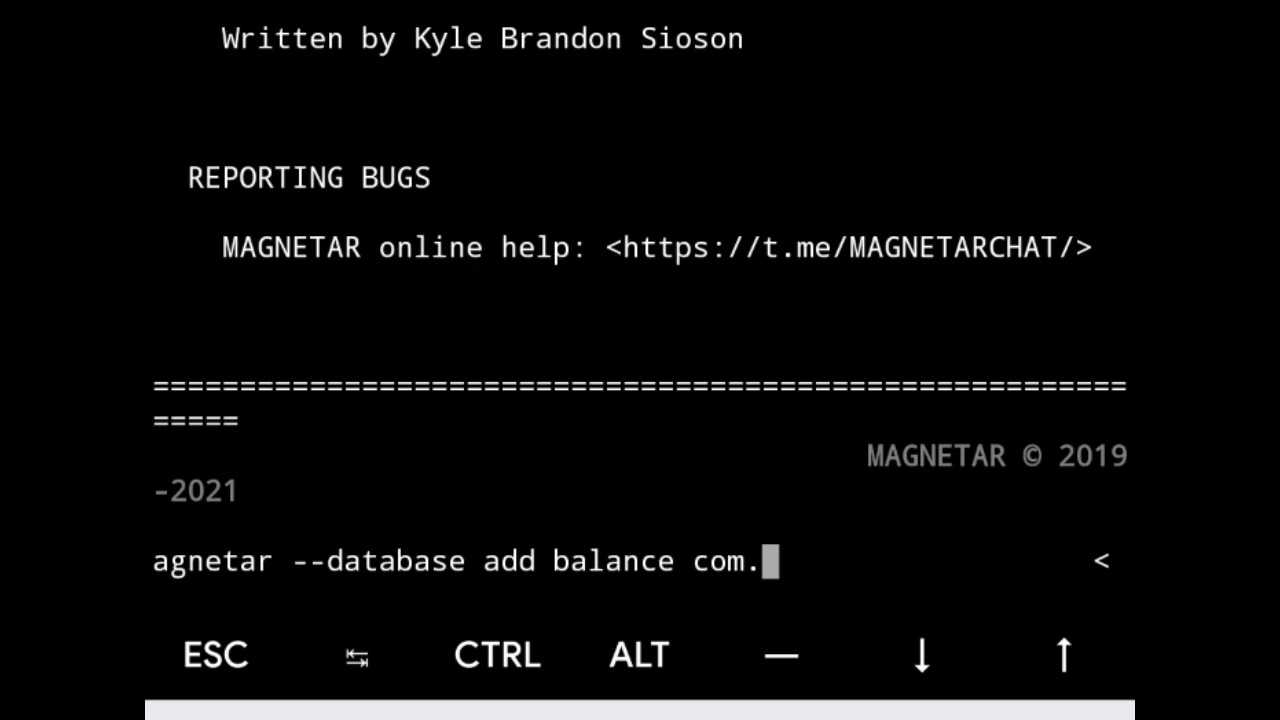 Written by Kyle Brandon Sioson
REPORTING BUGS
MAGNETAR online help: <https://t.me/MAGNETARCHAT/>
========================================================
=====
MAGNETAR © 2019
-2021
agnetar --database add balance com. <
ESC ↹ CTRL ALT — ↓ ↑